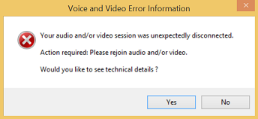 Voice and Video Error Information
Your audio and/or video session was unexpectedly disconnected.
Action required: Please rejoin audio and/or video.
Would you like to see technical details ?
Yes
No